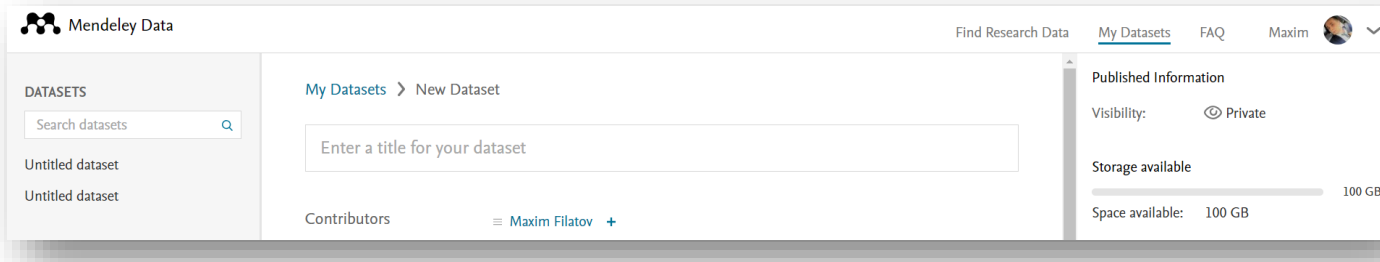 Mendeley Data
Find Research Data My Datasets FAQ Maxim
DATASETS
Search datasets
Untitled dataset
Untitled dataset
My Datasets > New Dataset
Enter a title for your dataset
Contributors Maxim Filatov +
Published Information
Visibility: Private
Storage available
100 GB
Space available: 100 GB